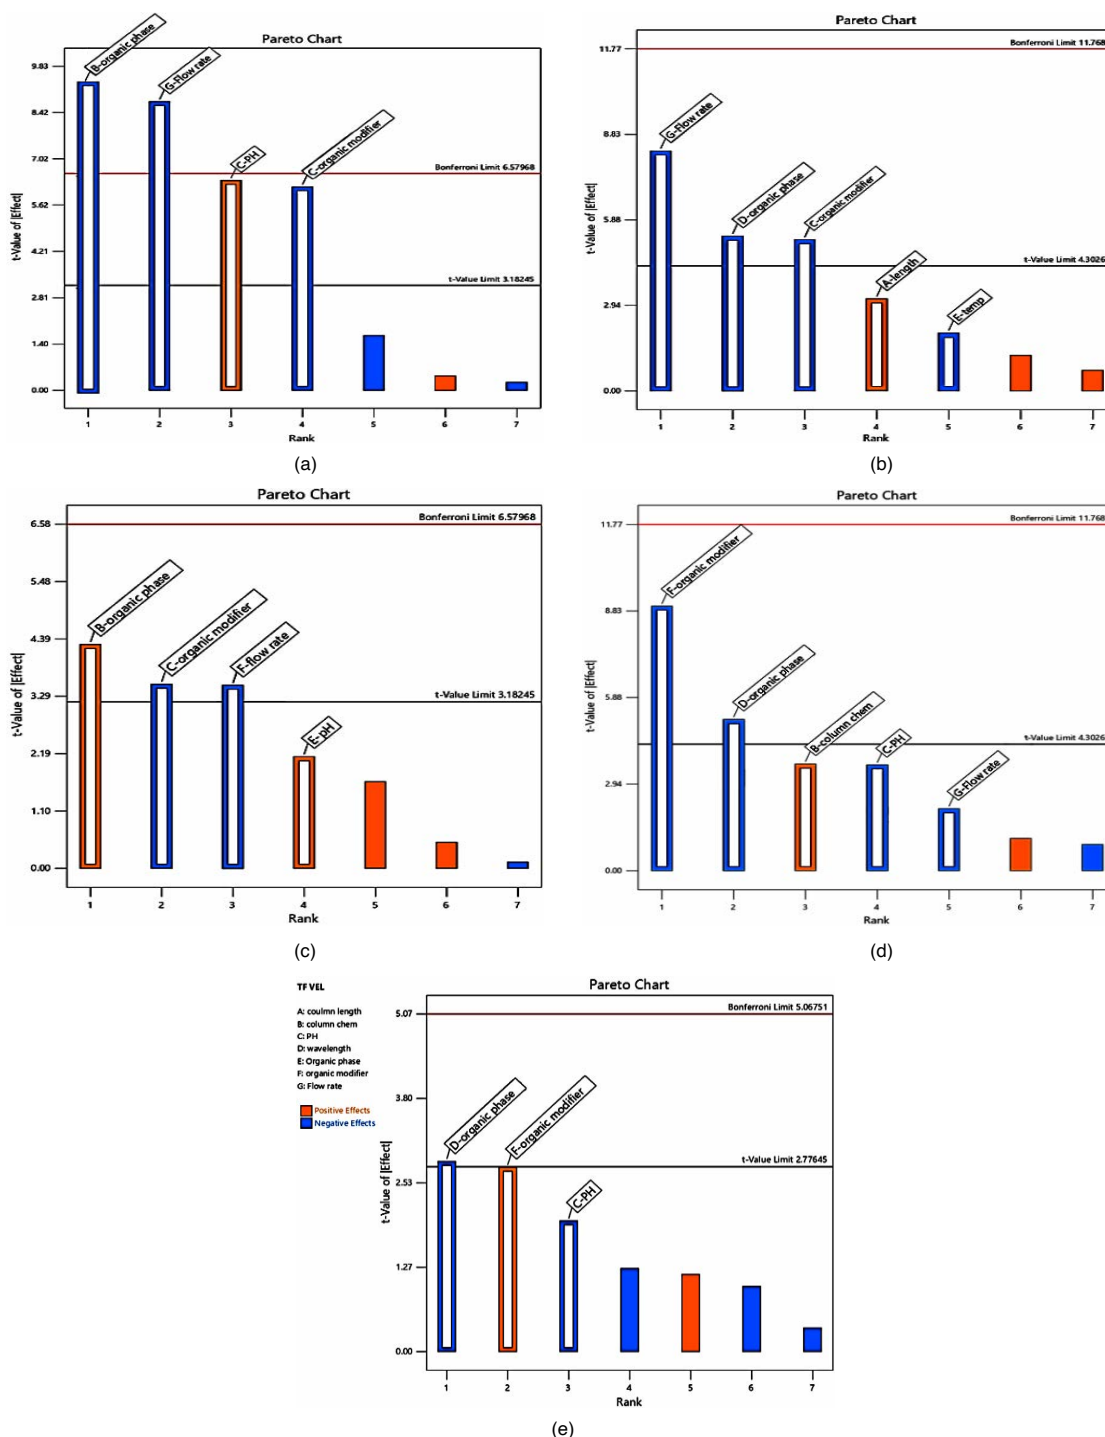 Pareto Chart
B-organic phase
G-Flow rate
C-PH
C-organic modifier
Bonferroni Limit 6.57968
t-Value Limit 3.18245
t-Value of |Effect|
9.83
8.42
7.02
5.62
4.21
2.81
1.40
0.00
1 2 3 4 5 6 7
Rank
(a)
Pareto Chart
Bonferroni Limit 11.768
G-Flow rate
D-organic phase
C-organic modifier
A-length
E-temp
t-Value Limit 4.3026
t-Value of |Effect|
11.77
8.83
5.88
2.94
0.00
1 2 3 4 5 6 7
Rank
(b)
Pareto Chart
Bonferroni Limit 6.57968
B-organic phase
C-organic modifier
F-flow rate
E-pH
t-Value Limit 3.18245
t-Value of |Effect|
6.58
5.48
4.39
3.29
2.19
1.10
0.00
1 2 3 4 5 6 7
Rank
(c)
Pareto Chart
Bonferroni Limit 11.768
F-organic modifier
D-organic phase
B-column chem
C-PH
G-Flow rate
t-Value Limit 4.3026
t-Value of |Effect|
11.77
8.83
5.88
2.94
0.00
1 2 3 4 5 6 7
Rank
(d)
TF VEL
A: coulmn length
B: column chem
C: PH
D: wavelength
E: Organic phase
F: organic modifier
G: Flow rate
Positive Effects
Negative Effects
Pareto Chart
Bonferroni Limit 5.06751
D-organic phase
F-organic modifier
C-PH
t-Value Limit 2.77645
t-Value of |Effect|
5.07
3.80
2.53
1.27
0.00
1 2 3 4 5 6 7
Rank
(e)